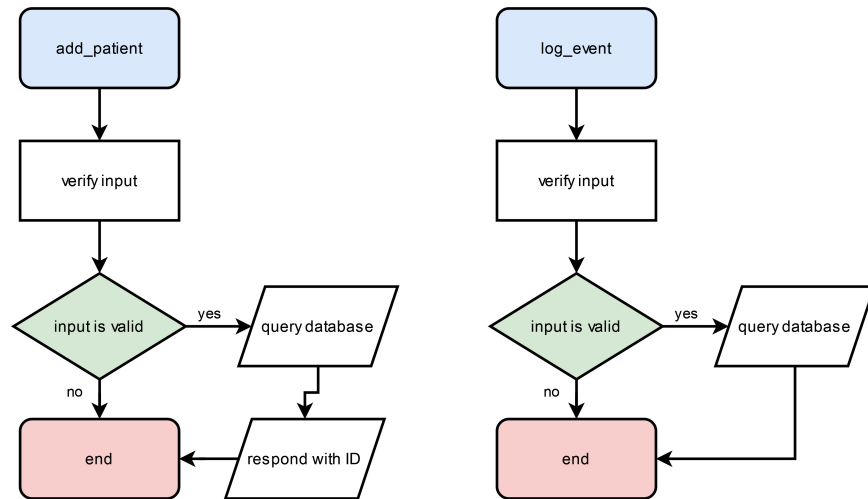 add_patient
log_event
verify input
verify input
input is valid
yes
query database
input is valid
yes
query database
no
no
end
respond with ID
end